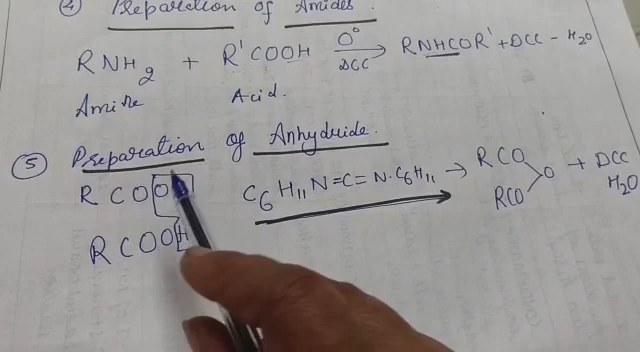 ④ Preparation of Amides.
RNH2 + R'COOH 0° DCC → RNHCOR' + DCC - H2O
Amine Acid.
⑤ Preparation of Anhydride.
RCOO
C6H11N=C=N.C6H11 → RCO RCO >O + DCC H2O
RCOOH